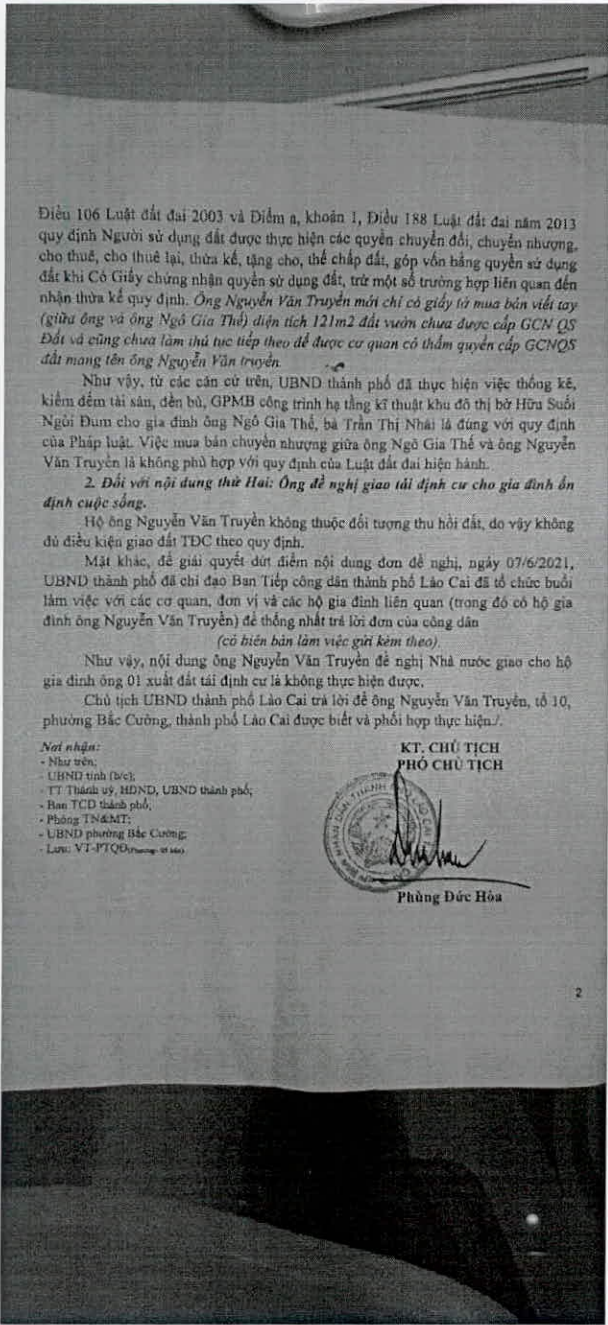 Điều 106 Luật đất đai 2003 và Điểm a, khoản 1, Điều 188 Luật đất đai năm 2013
quy định Người sử dụng đất được thực hiện các quyền chuyển đổi, chuyển nhượng,
cho thuê, cho thuê lại, thừa kế, tặng cho, thế chấp đất, góp vốn bằng quyền sử dụng
đất khi Có Giấy chứng nhận quyền sử dụng đất, trừ một số trường hợp liên quan đến
nhận thừa kế quy định. Ông Nguyễn Văn Truyền mới chỉ có giấy tờ mua bán viết tay
(giữa ông và ông Ngô Gia Thế) diện tích 121m2 đất vườn chưa được cấp GCN QS
Đất và cũng chưa làm thủ tục tiếp theo để được cơ quan có thẩm quyền cấp GCNQS
đất mang tên ông Nguyễn Văn truyền.
Như vậy, từ các căn cứ trên, UBND thành phố đã thực hiện việc thống kê,
kiểm đếm tài sản, đền bù, GPMB công trình hạ tầng kĩ thuật khu đô thị bờ Hữu Suối
Ngòi Đum cho gia đình ông Ngô Gia Thế, bà Trần Thị Nhài là đúng với quy định
của Pháp luật. Việc mua bán chuyển nhượng giữa ông Ngô Gia Thế và ông Nguyễn
Văn Truyền là không phù hợp với quy định của Luật đất đai hiện hành.
2. Đối với nội dung thứ Hai: Ông đề nghị giao tái định cư cho gia đình ổn
định cuộc sống.
Hộ ông Nguyễn Văn Truyền không thuộc đối tượng thu hồi đất, do vậy không
đủ điều kiện giao đất TĐC theo quy định.
Mặt khác, để giải quyết dứt điểm nội dung đơn đề nghị, ngày 07/6/2021,
UBND thành phố đã chỉ đạo Ban Tiếp công dân thành phố Lào Cai đã tổ chức buổi
làm việc với các cơ quan, đơn vị và các hộ gia đình liên quan (trong đó có hộ gia
đình ông Nguyễn Văn Truyền) để thống nhất trả lời đơn của công dân
(có biên bản làm việc gửi kèm theo).
Như vậy, nội dung ông Nguyễn Văn Truyền đề nghị Nhà nước giao cho hộ
gia đình ông 01 xuất đất tái định cư là không thực hiện được.
Chủ tịch UBND thành phố Lào Cai trả lời để ông Nguyễn Văn Truyền, tổ 10,
phường Bắc Cường, thành phố Lào Cai được biết và phối hợp thực hiện./.
Nơi nhận:
- Như trên;
- UBND tỉnh (b/c);
- TT Thành uỷ, HĐND, UBND thành phố;
- Ban TCD thành phố;
- Phòng TN&MT;
- UBND phường Bắc Cường;
- Lưu: VT-PTQĐ
KT. CHỦ TỊCH
PHÓ CHỦ TỊCH
Phùng Đức Hòa
2